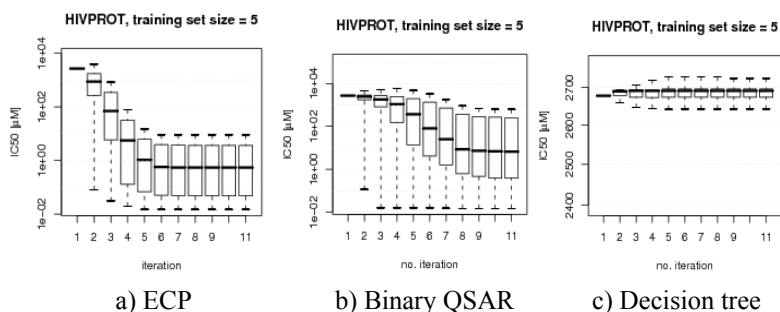 HIVPROT, training set size = 5
IC50 [µM]
1e+04
1e+02
1e+00
1e-02
1 2 3 4 5 6 7 8 9 11
iteration
a) ECP
HIVPROT, training set size = 5
IC50 [µM]
1e+04
1e+02
1e+00
1e-02
1 2 3 4 5 6 7 8 9 11
no. iteration
b) Binary QSAR
HIVPROT, training set size = 5
IC50 [µM]
2700
2600
2500
2400
1 2 3 4 5 6 7 8 9 11
no. iteration
c) Decision tree